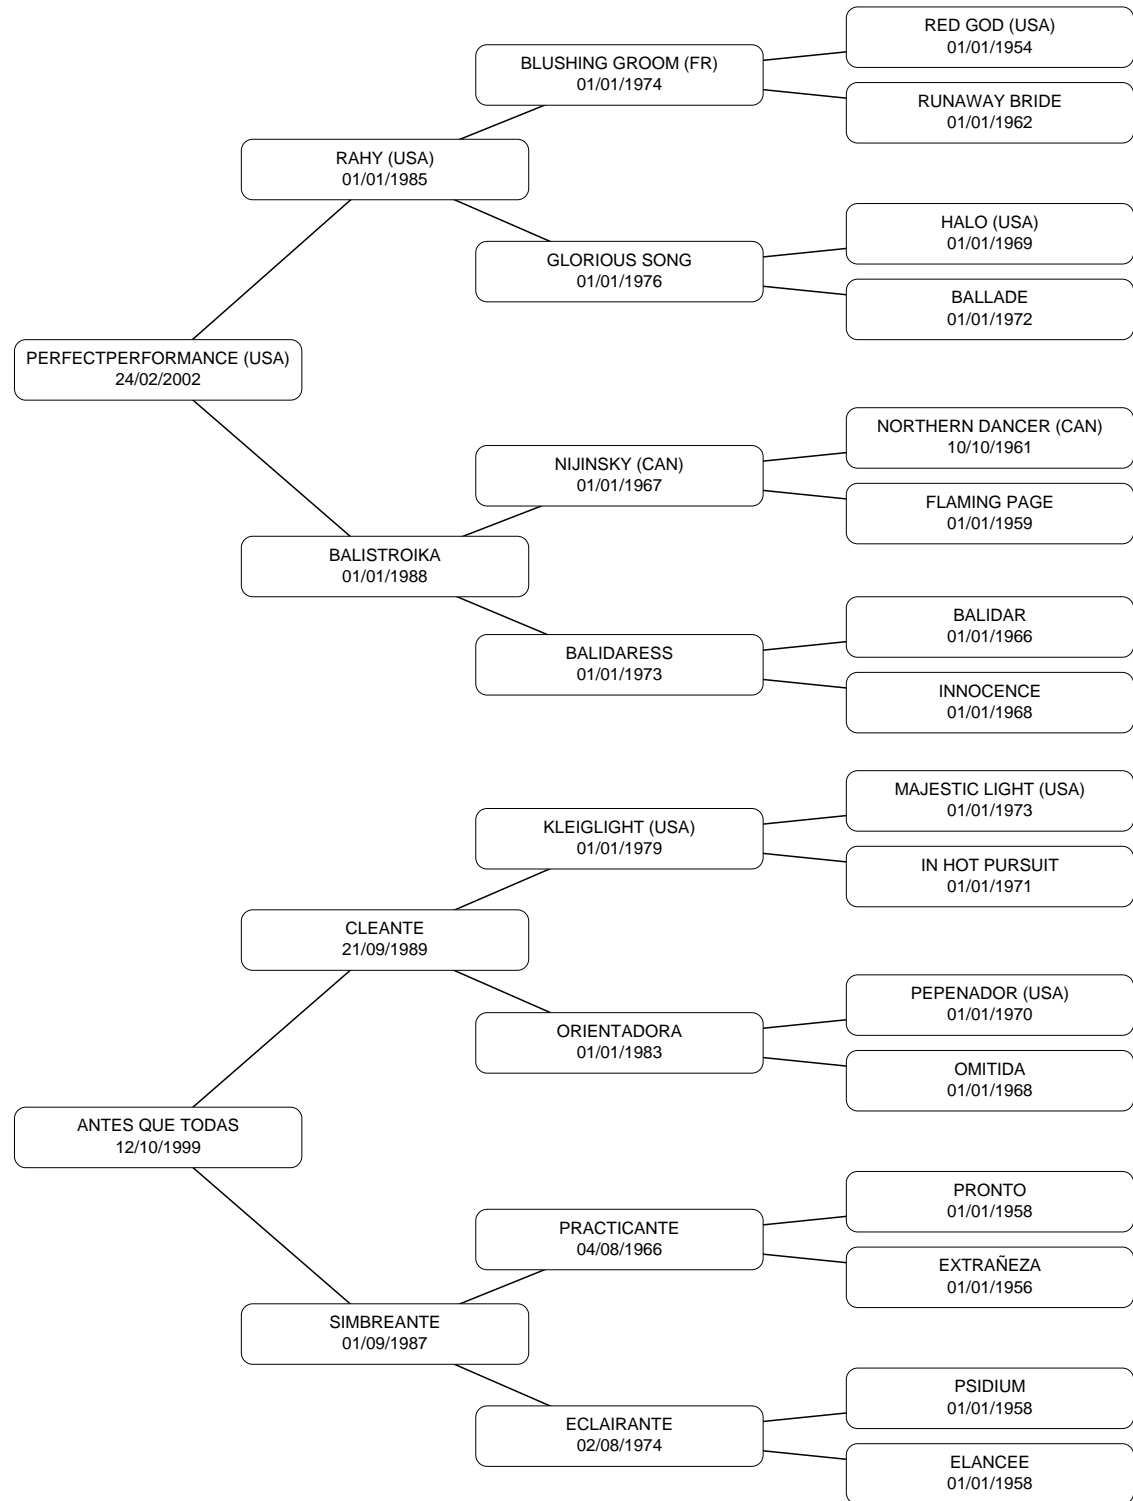 RED GOD (USA)
01/01/1954
BLUSHING GROOM (FR)
01/01/1974
RUNAWAY BRIDE
01/01/1962
RAHY (USA)
01/01/1985
HALO (USA)
01/01/1969
GLORIOUS SONG
01/01/1976
BALLADE
01/01/1972
PERFECTPERFORMANCE (USA)
24/02/2002
NORTHERN DANCER (CAN)
10/10/1961
NIJINSKY (CAN)
01/01/1967
FLAMING PAGE
01/01/1959
BALISTROIKA
01/01/1988
BALIDAR
01/01/1966
BALIDARESS
01/01/1973
INNOCENCE
01/01/1968
MAJESTIC LIGHT (USA)
01/01/1973
KLEIGLIGHT (USA)
01/01/1979
IN HOT PURSUIT
01/01/1971
CLEANTE
21/09/1989
PEPENADOR (USA)
01/01/1970
ORIENTADORA
01/01/1983
OMITIDA
01/01/1968
ANTES QUE TODAS
12/10/1999
PRONTO
01/01/1958
PRACTICANTE
04/08/1966
EXTRAÑEZA
01/01/1956
SIMBREANTE
01/09/1987
PSIDIUM
01/01/1958
ECLAIRANTE
02/08/1974
ELANCEE
01/01/1958